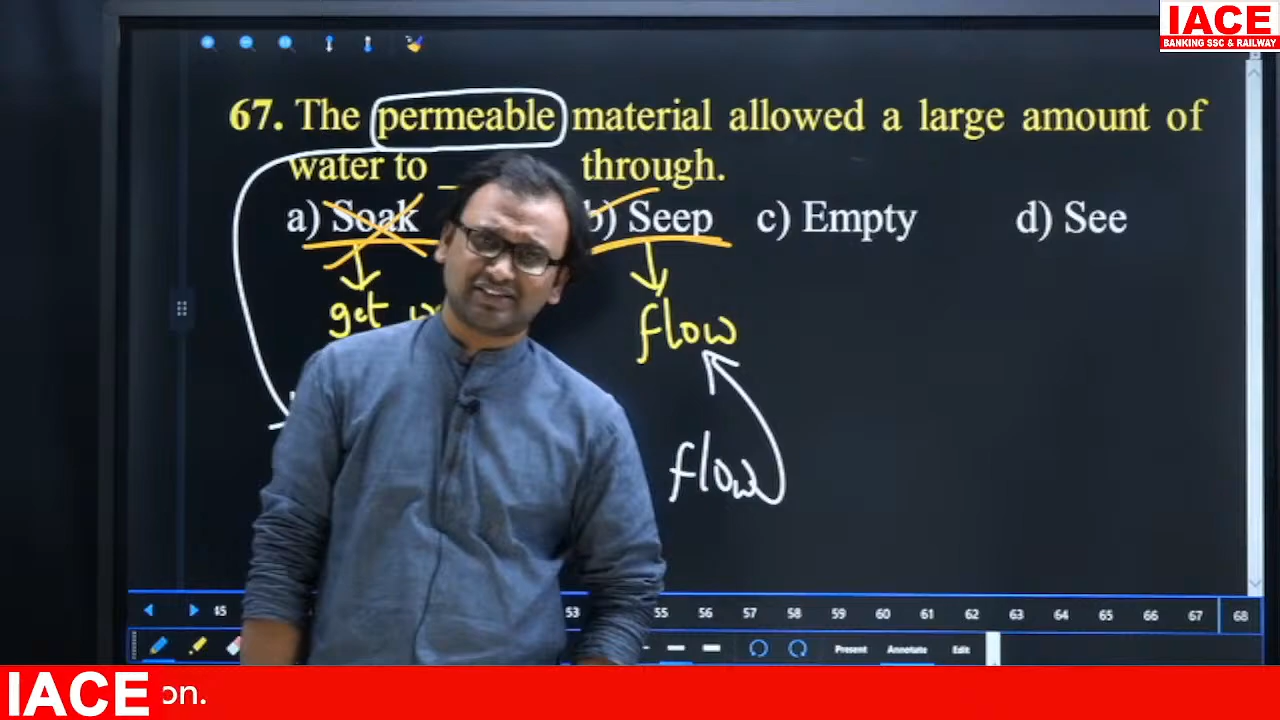 IACE
BANKING SSC & RAILWAY
67. The permeable material allowed a large amount of
water to _ through.
a) Soak b) Seep c) Empty d) See
get
flow
flow
53 55 56 57 58 59 60 61 62 63 64 65 66 67 68
Present Annotate Edit
IACE on.